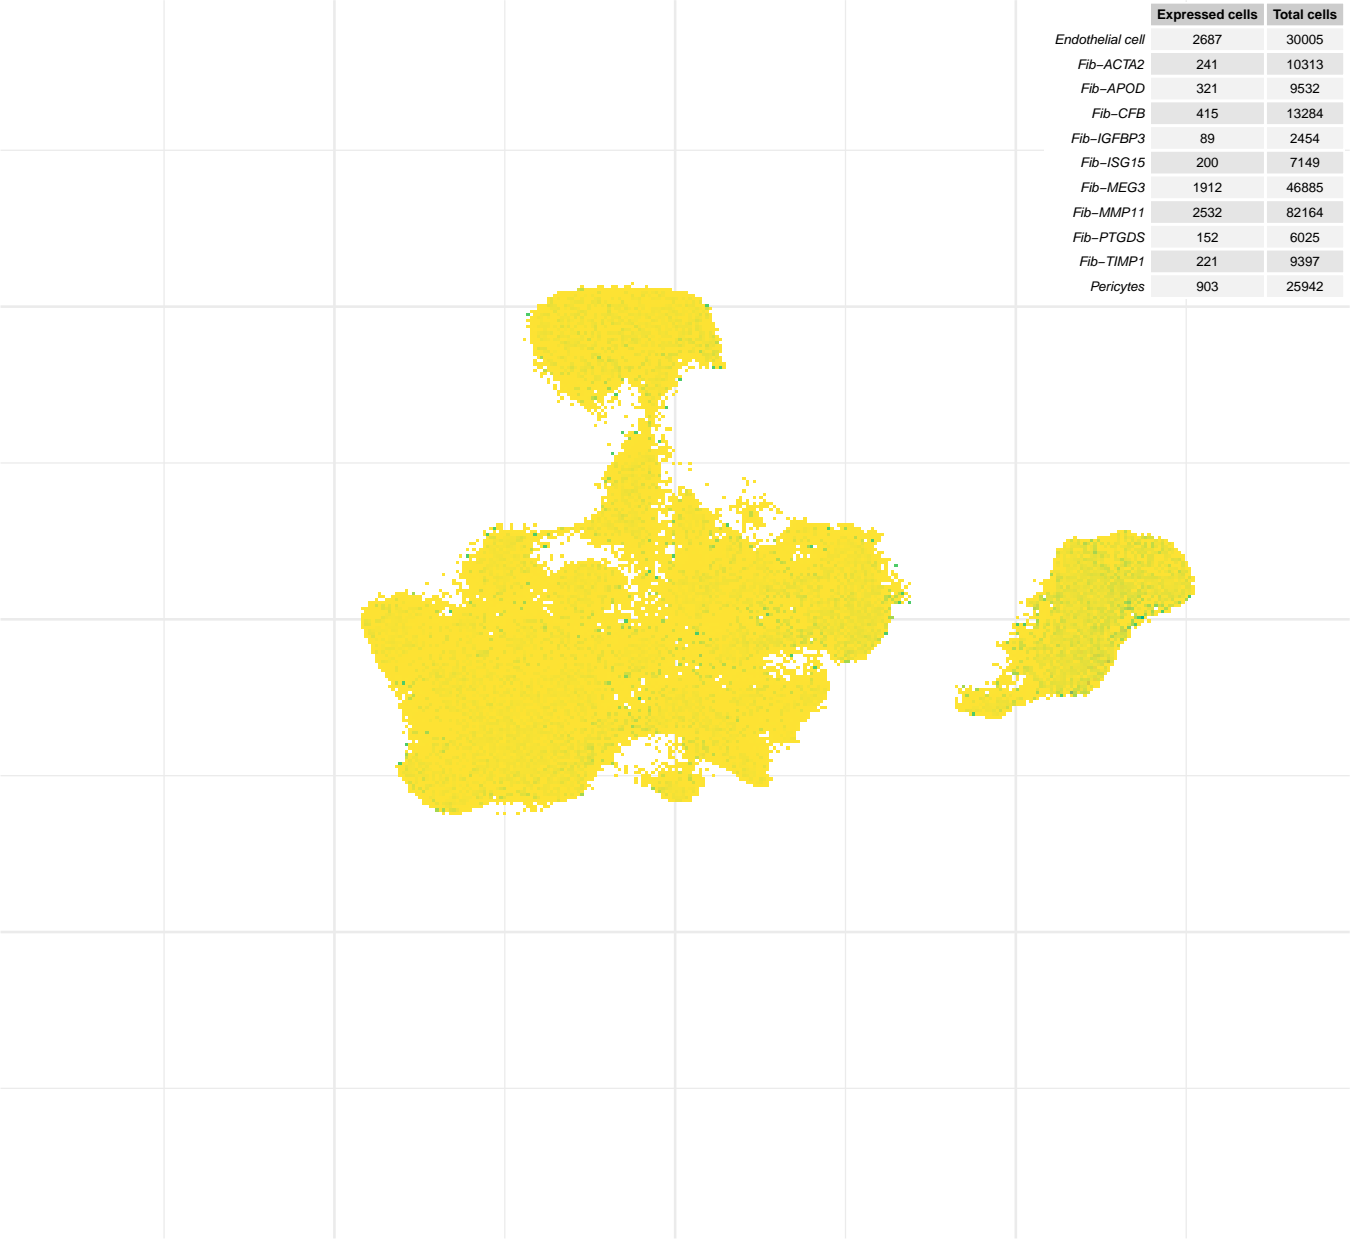 Expressed cells Total cells
Endothelial cell 2687 30005
Fib−ACTA2 241 10313
Fib−APOD 321 9532
Fib−CFB 415 13284
Fib−IGFBP3 89 2454
Fib−ISG15 200 7149
Fib−MEG3 1912 46885
Fib−MMP11 2532 82164
Fib−PTGDS 152 6025
Fib−TIMP1 221 9397
Pericytes 903 25942